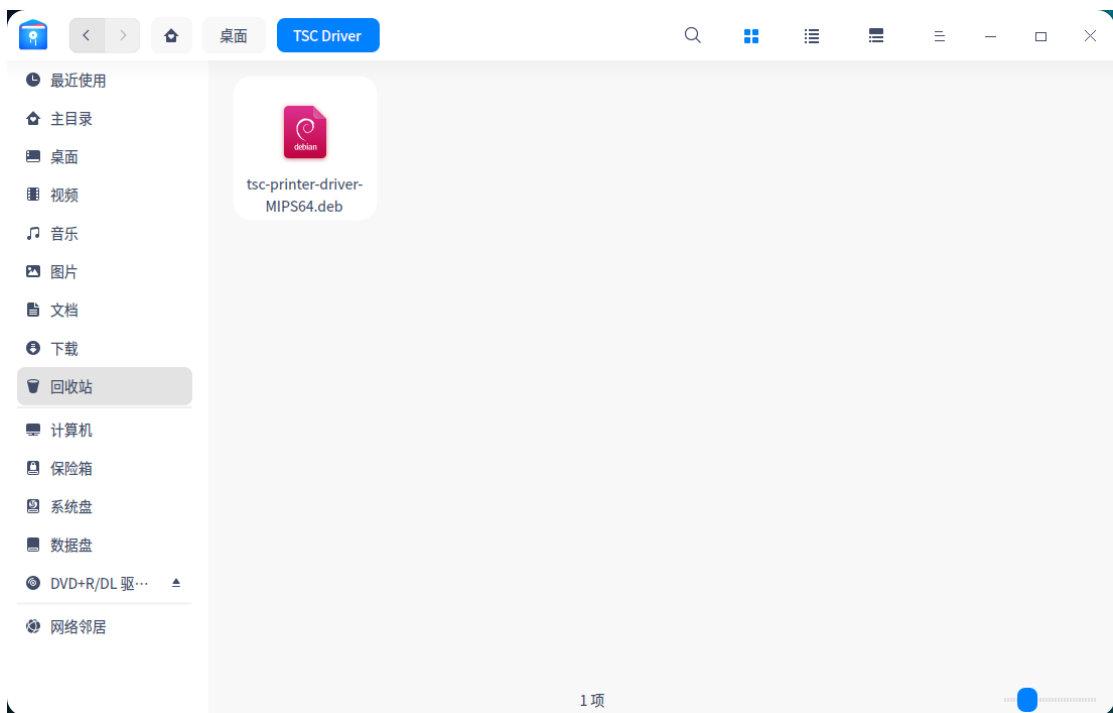 桌面
TSC Driver
最近使用
主目录
桌面
视频
音乐
图片
文档
下载
回收站
计算机
保险箱
系统盘
数据盘
DVD+R/DL 驱···
网络邻居
debian
tsc-printer-driver-
MIPS64.deb
1 项